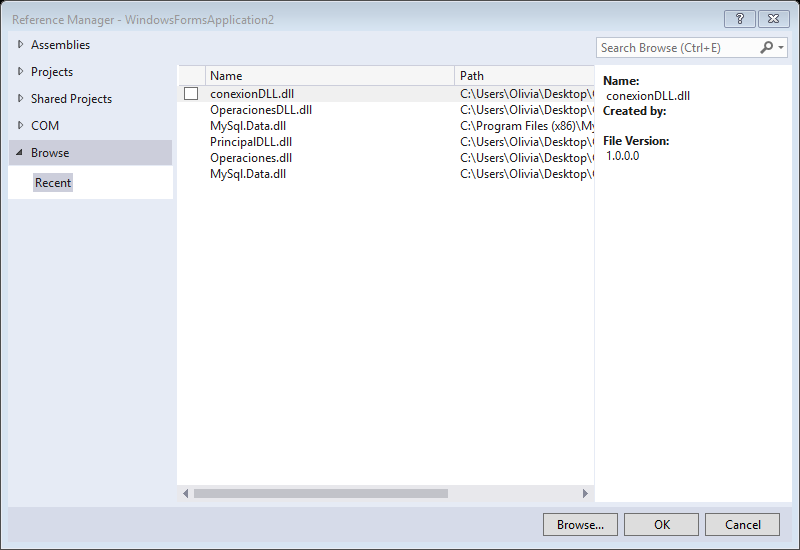 Reference Manager - WindowsFormsApplication2
Assemblies
Projects
Shared Projects
COM
Browse
Recent
Search Browse (Ctrl+E)
Name Path
conexionDLL.dll C:\Users\Olivia\Desktop\
OperacionesDLL.dll C:\Users\Olivia\Desktop\
MySql.Data.dll C:\Program Files (x86)\My
PrincipalDLL.dll C:\Users\Olivia\Desktop\
Operaciones.dll C:\Users\Olivia\Desktop\
MySql.Data.dll C:\Users\Olivia\Desktop\
Name:
conexionDLL.dll
Created by:
File Version:
1.0.0.0
Browse... OK Cancel